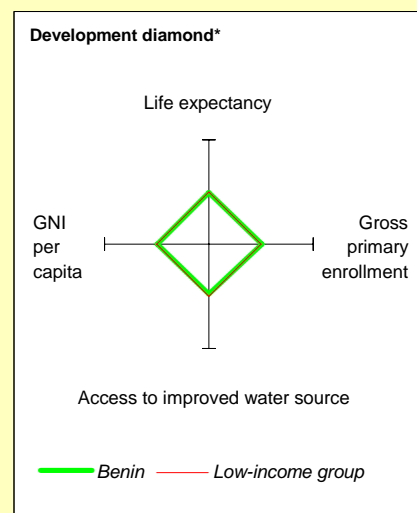 Development diamond*
Life expectancy
GNI
per
capita
Gross
primary
enrollment
Access to improved water source
Benin
Low-income group